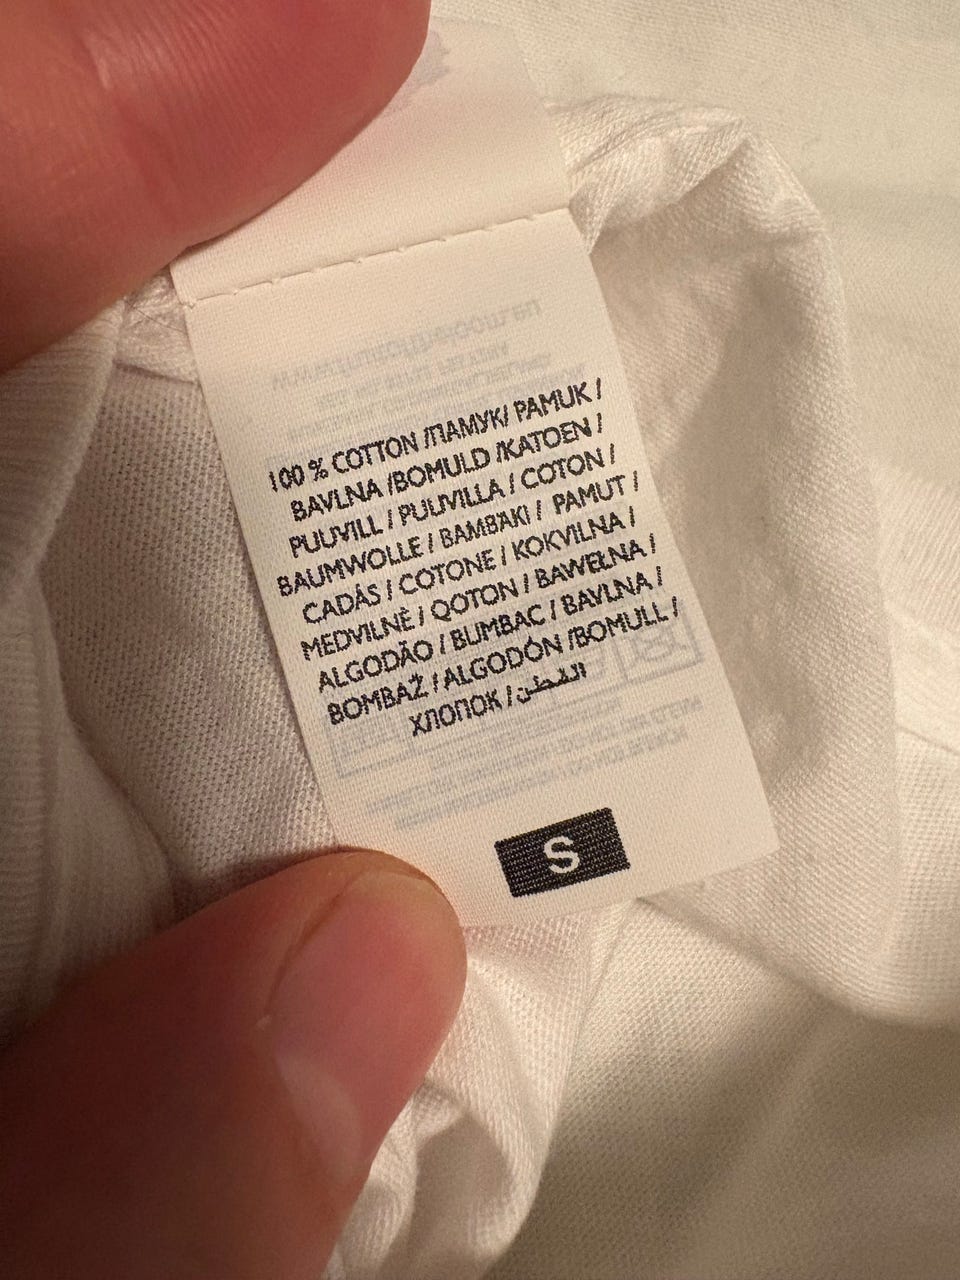 100 % COTTON /ПАМУК/ PAMUK /
BAVLNA /BOMULD /KATOEN /
PUUVILL / PUUVILLA / COTON /
BAUMWOLLE / BAMBAKI / PAMUT /
CADÁS / COTONE / KOKVILNA /
MEDVILNĖ / QOTON / BAWEŁNA /
ALGODÃO / BUMBAC / BAVLNA /
BOMBAŽ / ALGODÓN /BOMULL /
ХЛОПОК / القطن
S